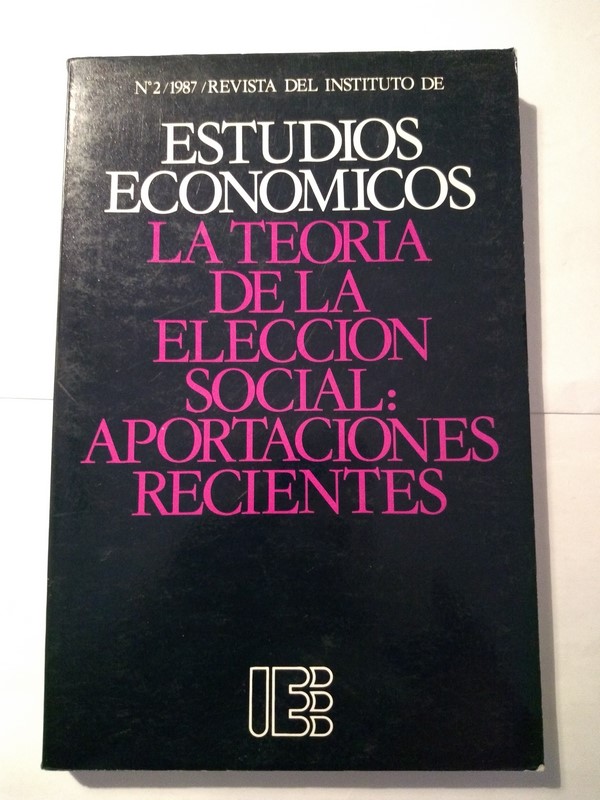 Nº2/1987/REVISTA DEL INSTITUTO DE
ESTUDIOS
ECONOMICOS
LA TEORIA
DE LA
ELECCION
SOCIAL:
APORTACIONES
RECIENTES
IEE